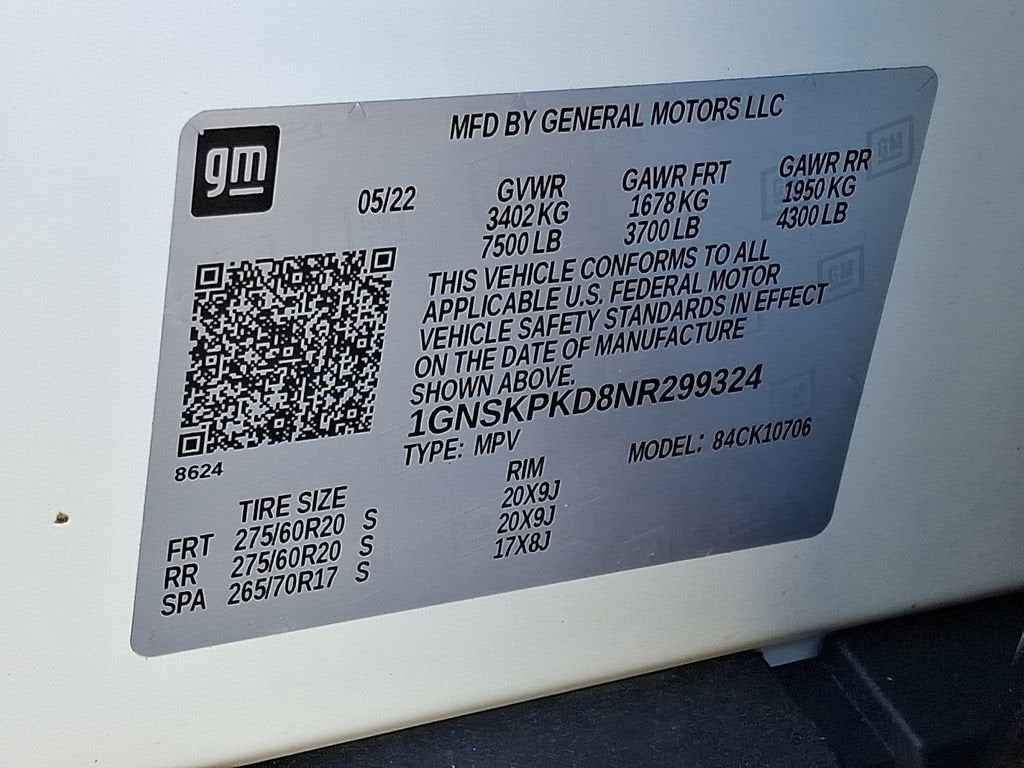 MFD BY GENERAL MOTORS LLC
gm
05/22
GVWR GAWR FRT GAWR RR
3402 KG 1678 KG 1950 KG
7500 LB 3700 LB 4300 LB
THIS VEHICLE CONFORMS TO ALL
APPLICABLE U.S. FEDERAL MOTOR
VEHICLE SAFETY STANDARDS IN EFFECT
ON THE DATE OF MANUFACTURE
SHOWN ABOVE.
1GNSKPKD8NR299324
TYPE: MPV MODEL: 84CK10706
8624
TIRE SIZE RIM
FRT 275/60R20 S 20X9J
RR 275/60R20 S 20X9J
SPA 265/70R17 S 17X8J
GM
GM